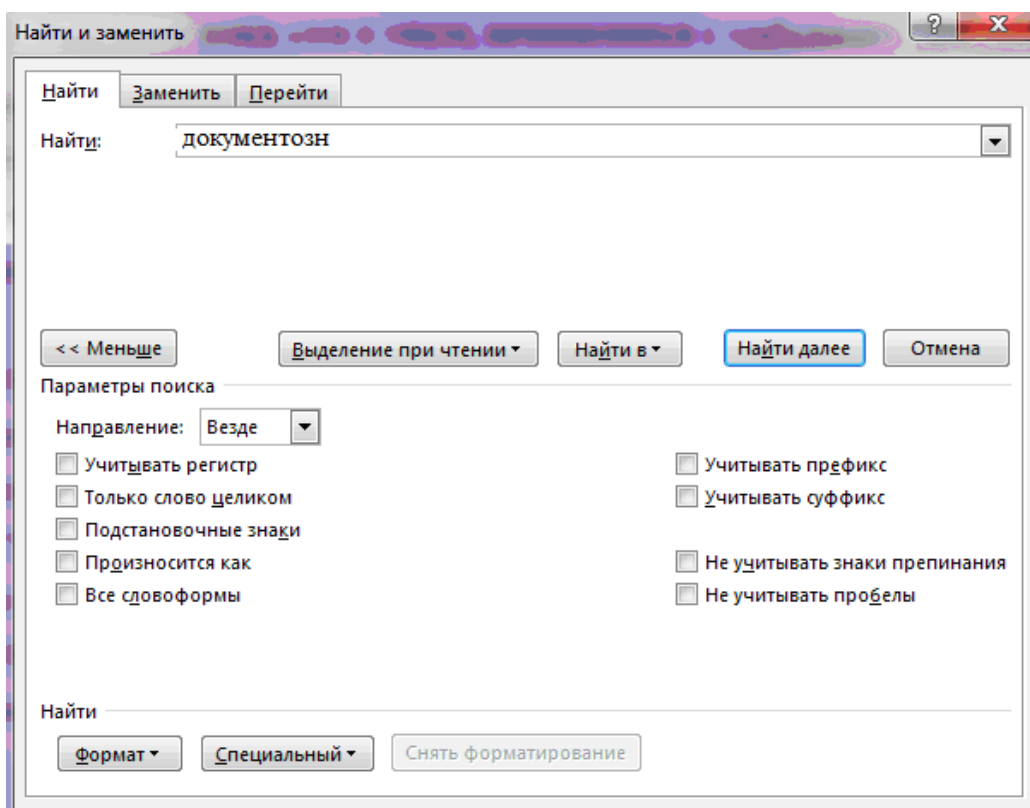 Найти и заменить
Найти Заменить Перейти
Найти: документозн
<< Меньше Выделение при чтении Найти в Найти далее Отмена
Параметры поиска
Направление: Везде
Учитывать регистр Учитывать префикс
Только слово целиком Учитывать суффикс
Подстановочные знаки
Произносится как Не учитывать знаки препинания
Все словоформы Не учитывать пробелы
Найти
Формат Специальный Снять форматирование